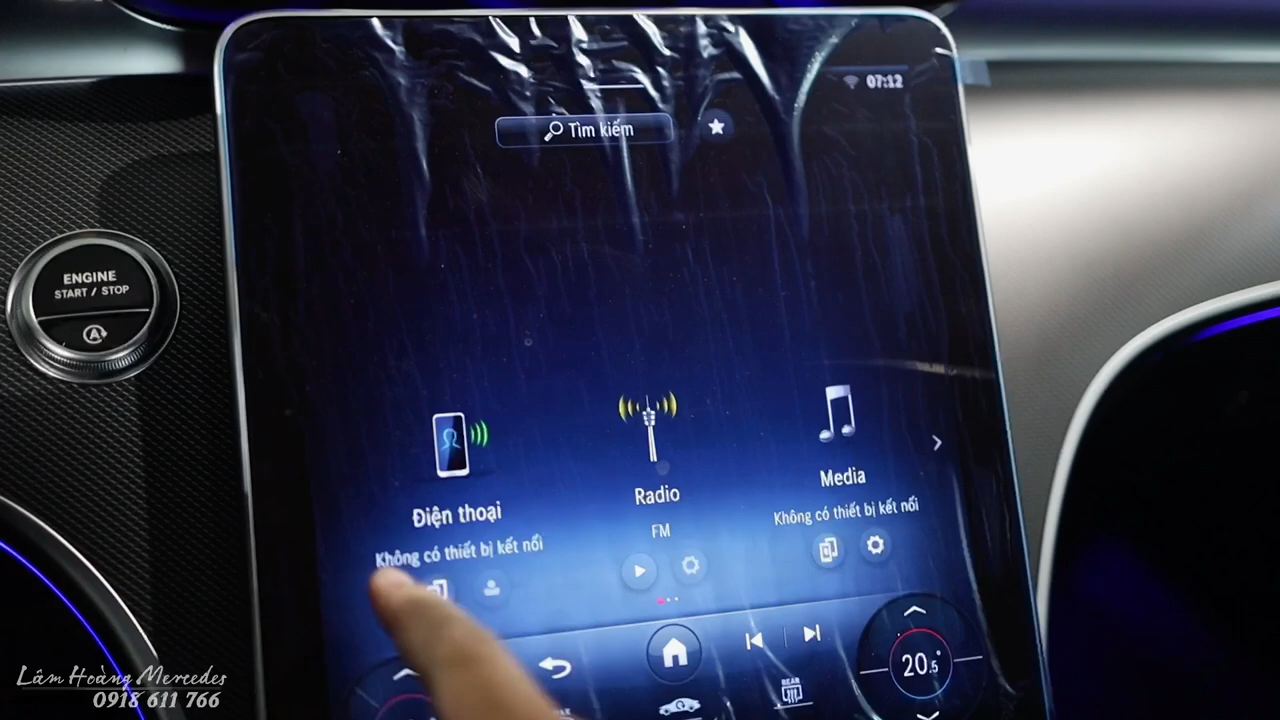 07:12
Tìm kiếm
ENGINE
START / STOP
A
Điện thoại
Không có thiết bị kết nối
Radio
FM
Media
Không có thiết bị kết nối
20.5°
REAR
Lâm Hoàng Mercedes
0918 611 766